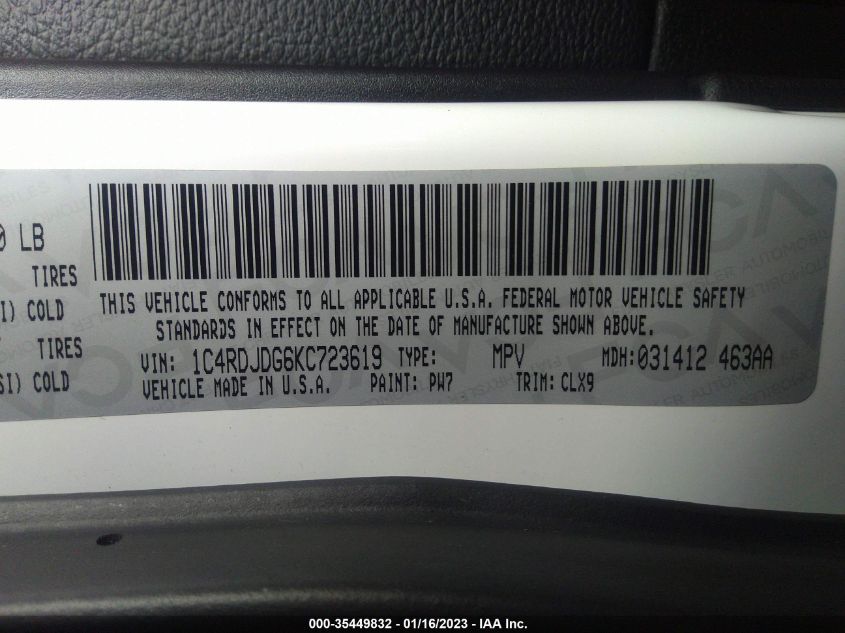 0 LB
TIRES
I) COLD
TIRES
SI) COLD
THIS VEHICLE CONFORMS TO ALL APPLICABLE U.S.A. FEDERAL MOTOR VEHICLE SAFETY
STANDARDS IN EFFECT ON THE DATE OF MANUFACTURE SHOWN ABOVE.
VIN: 1C4RDJDG6KC723619 TYPE: MPV MDH: 031412 463AA
VEHICLE MADE IN U.S.A. PAINT: PW7 TRIM: CLX9
000-35449832 - 01/16/2023 - IAA Inc.